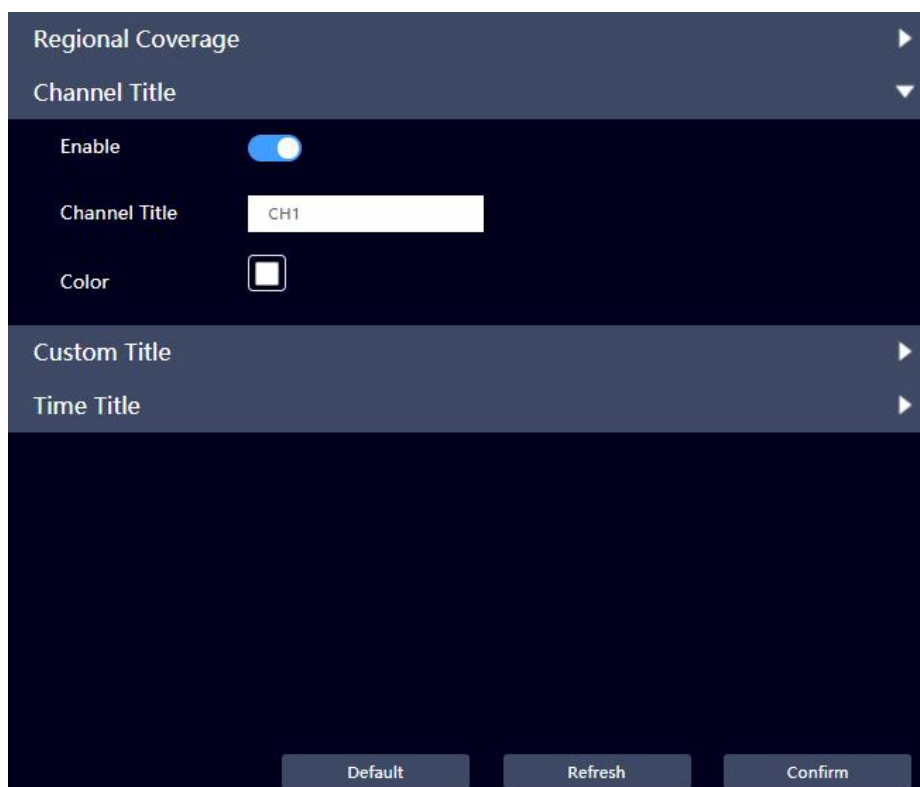 Regional Coverage
Channel Title
Enable
Channel Title CH1
Color
Custom Title
Time Title
Default Refresh Confirm